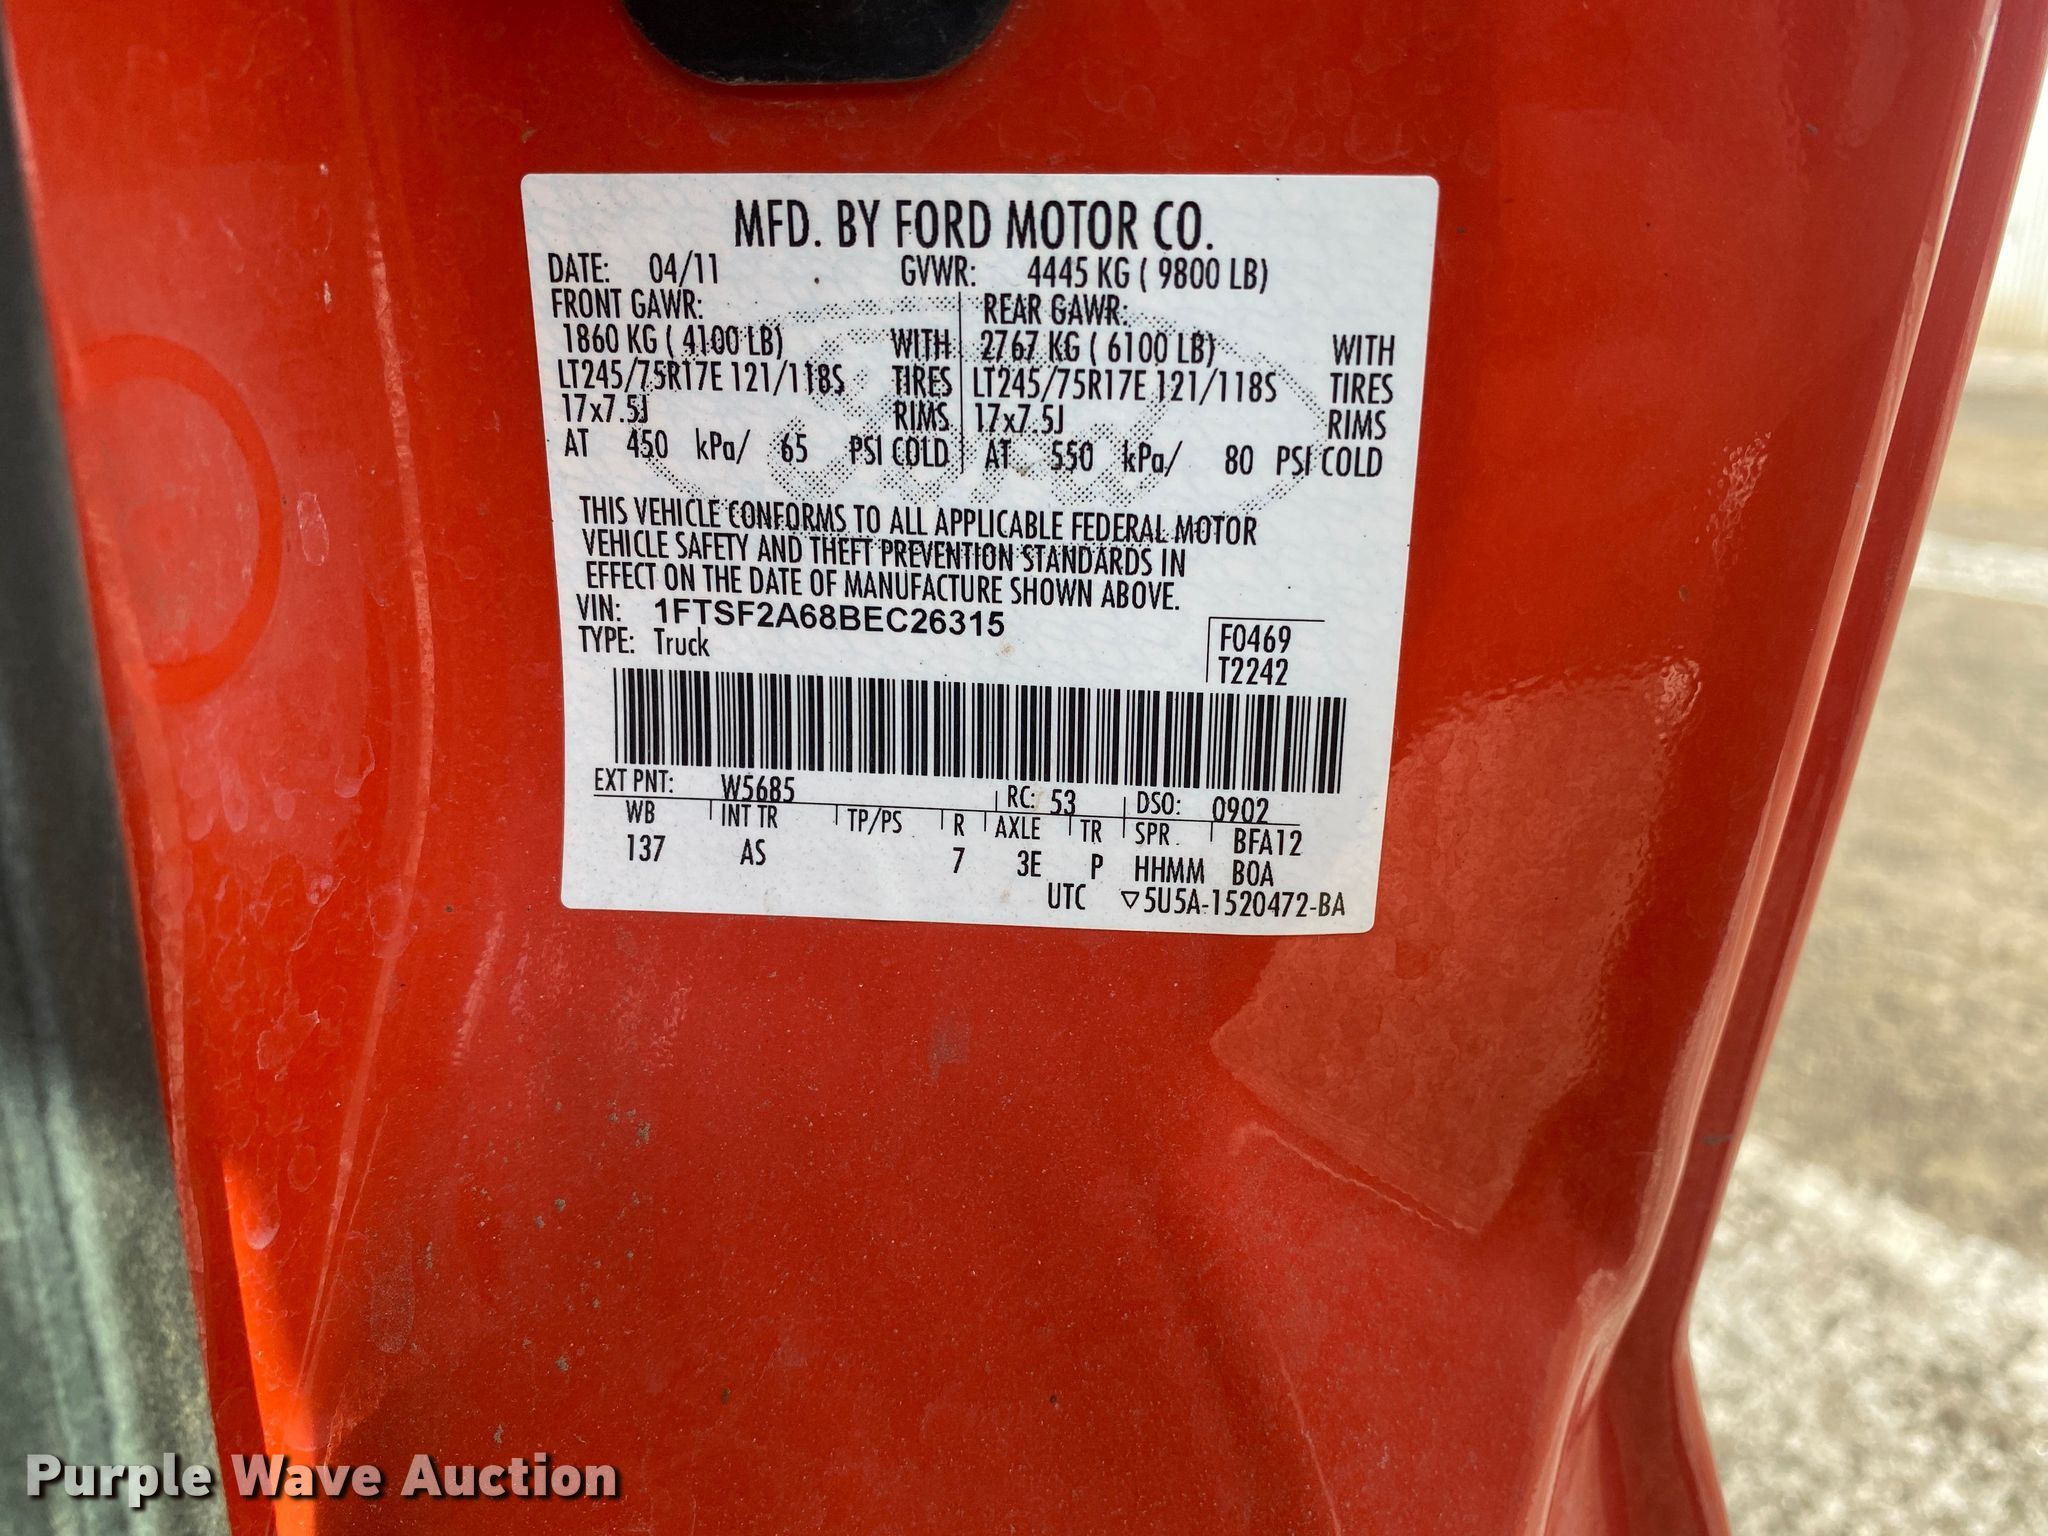 MFD. BY FORD MOTOR CO.
DATE: 04/11 GVWR: 4445 KG ( 9800 LB)
FRONT GAWR: REAR GAWR:
1860 KG ( 4100 LB) WITH 2767 KG ( 6100 LB) WITH
LT245/75R17E 121/118S TIRES LT245/75R17E 121/118S TIRES
17x7.5J RIMS 17x7.5J RIMS
AT 450 kPa/ 65 PSI COLD AT 550 kPa/ 80 PSI COLD
THIS VEHICLE CONFORMS TO ALL APPLICABLE FEDERAL MOTOR
VEHICLE SAFETY AND THEFT PREVENTION STANDARDS IN
EFFECT ON THE DATE OF MANUFACTURE SHOWN ABOVE.
VIN: 1FTSF2A68BEC26315
TYPE: Truck
F0469
T2242
EXT PNT: W5685 RC: 53 DSO: 0902
WB INT TR TP/PS R AXLE TR SPR BFA12
137 AS 7 3E P HHMM BOA
UTC ▽5U5A-1520472-BA
Purple Wave Auction